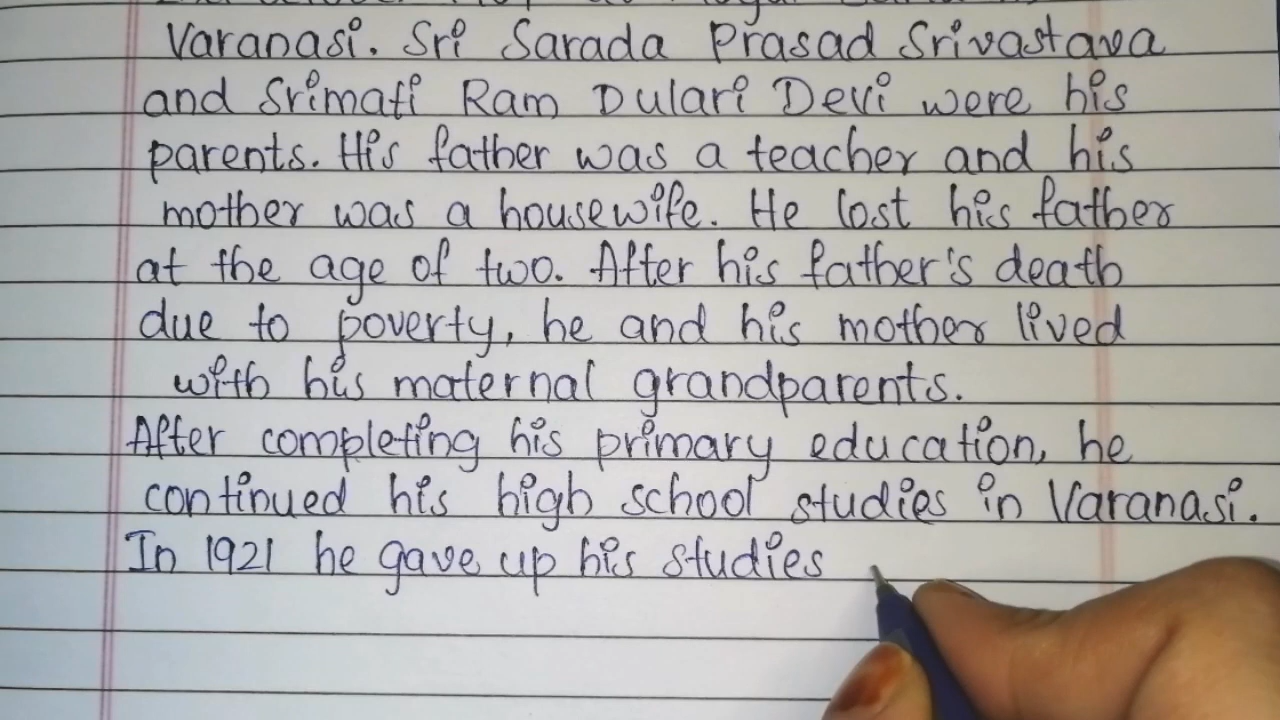 Varanasi. Sri Sarada Prasad Srivastava
and Srimati Ram Dulari Devi were his
parents. His father was a teacher and his
mother was a housewife. He lost his father
at the age of two. After his father's death
due to poverty, he and his mother lived
with his maternal grandparents.
After completing his primary education, he
continued his high school studies in Varanasi.
In 1921 he gave up his studies